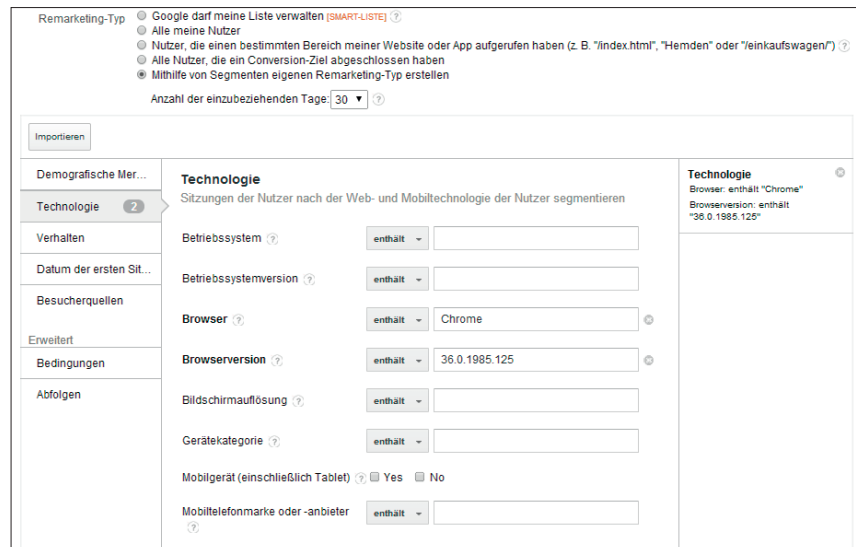 Remarketing-Typ
Google darf meine Liste verwalten [SMART-LISTE] ?
Alle meine Nutzer
Nutzer, die einen bestimmten Bereich meiner Website oder App aufgerufen haben (z. B. "/index.html", "Hemden" oder "/einkaufswagen/") ?
Alle Nutzer, die ein Conversion-Ziel abgeschlossen haben
Mithilfe von Segmenten eigenen Remarketing-Typ erstellen
Anzahl der einzubeziehenden Tage: 30 ?
Importieren
Demografische Mer...
Technologie 2
Verhalten
Datum der ersten Sit...
Besucherquellen
Erweitert
Bedingungen
Abfolgen
Technologie
Sitzungen der Nutzer nach der Web- und Mobiltechnologie der Nutzer segmentieren
Betriebssystem ? enthält
Betriebssystemversion ? enthält
Browser ? enthält Chrome
Browserversion ? enthält 36.0.1985.125
Bildschirmauflösung ? enthält
Gerätekategorie ? enthält
Mobilgerät (einschließlich Tablet) ? Yes No
Mobiltelefonmarke oder -anbieter enthält
?
Technologie
Browser: enthält "Chrome"
Browserversion: enthält
"36.0.1985.125"